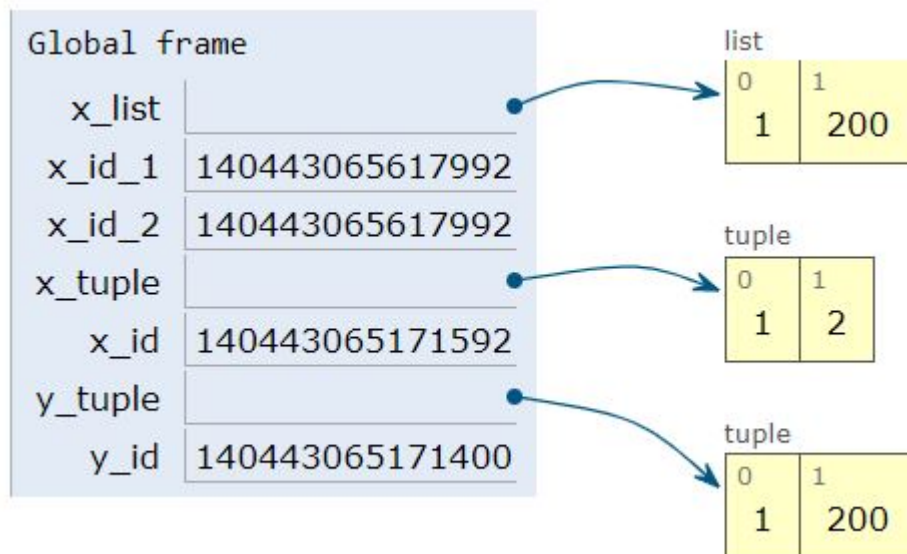 Global frame
x_list
x_id_1 140443065617992
x_id_2 140443065617992
x_tuple
x_id 140443065171592
y_tuple
y_id 140443065171400
list
0 1
1 200
tuple
0 1
1 2
tuple
0 1
1 200